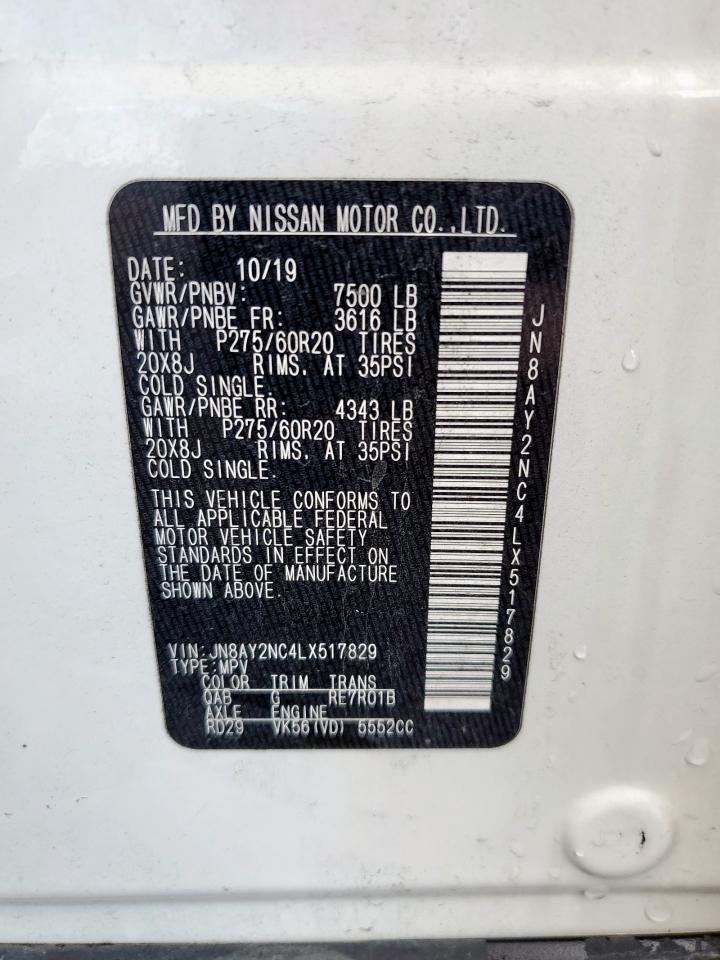 MFD BY NISSAN MOTOR CO.,LTD.
DATE: 10/19
GVWR/PNBV: 7500 LB
GAWR/PNBE FR: 3616 LB
WITH P275/60R20 TIRES
20X8J RIMS, AT 35PSI
COLD SINGLE.
GAWR/PNBE RR: 4343 LB
WITH P275/60R20 TIRES
20X8J RIMS, AT 35PSI
COLD SINGLE.
THIS VEHICLE CONFORMS TO
ALL APPLICABLE FEDERAL
MOTOR VEHICLE SAFETY
STANDARDS IN EFFECT ON
THE DATE OF MANUFACTURE
SHOWN ABOVE.
VIN:JN8AY2NC4LX517829
TYPE:MPV
COLOR TRIM TRANS
QAB G RE7R01B
AXLE ENGINE
RD29 VK56(VD) 5552CC
JN8AY2NC4LX517829